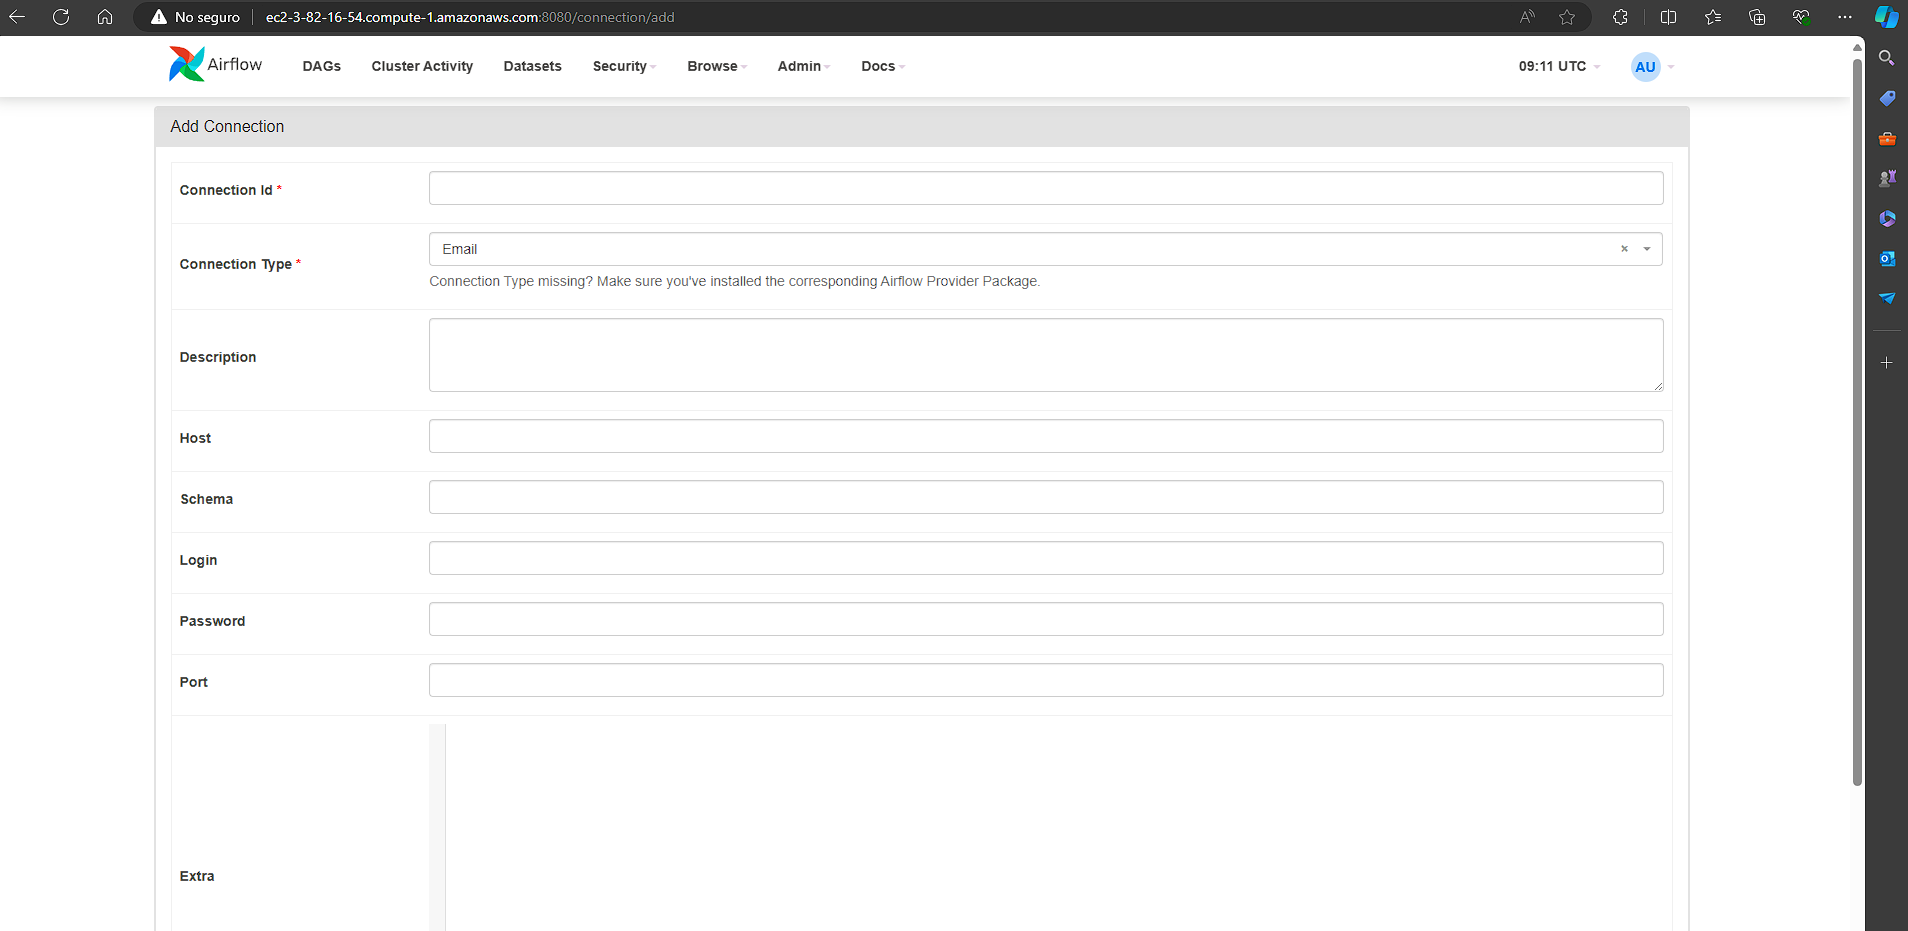 No seguro ec2-3-82-16-54.compute-1.amazonaws.com:8080/connection/add
Airflow DAGs Cluster Activity Datasets Security Browse Admin Docs 09:11 UTC AU
Add Connection
Connection Id *
Connection Type * Email
Connection Type missing? Make sure you've installed the corresponding Airflow Provider Package.
Description
Host
Schema
Login
Password
Port
Extra